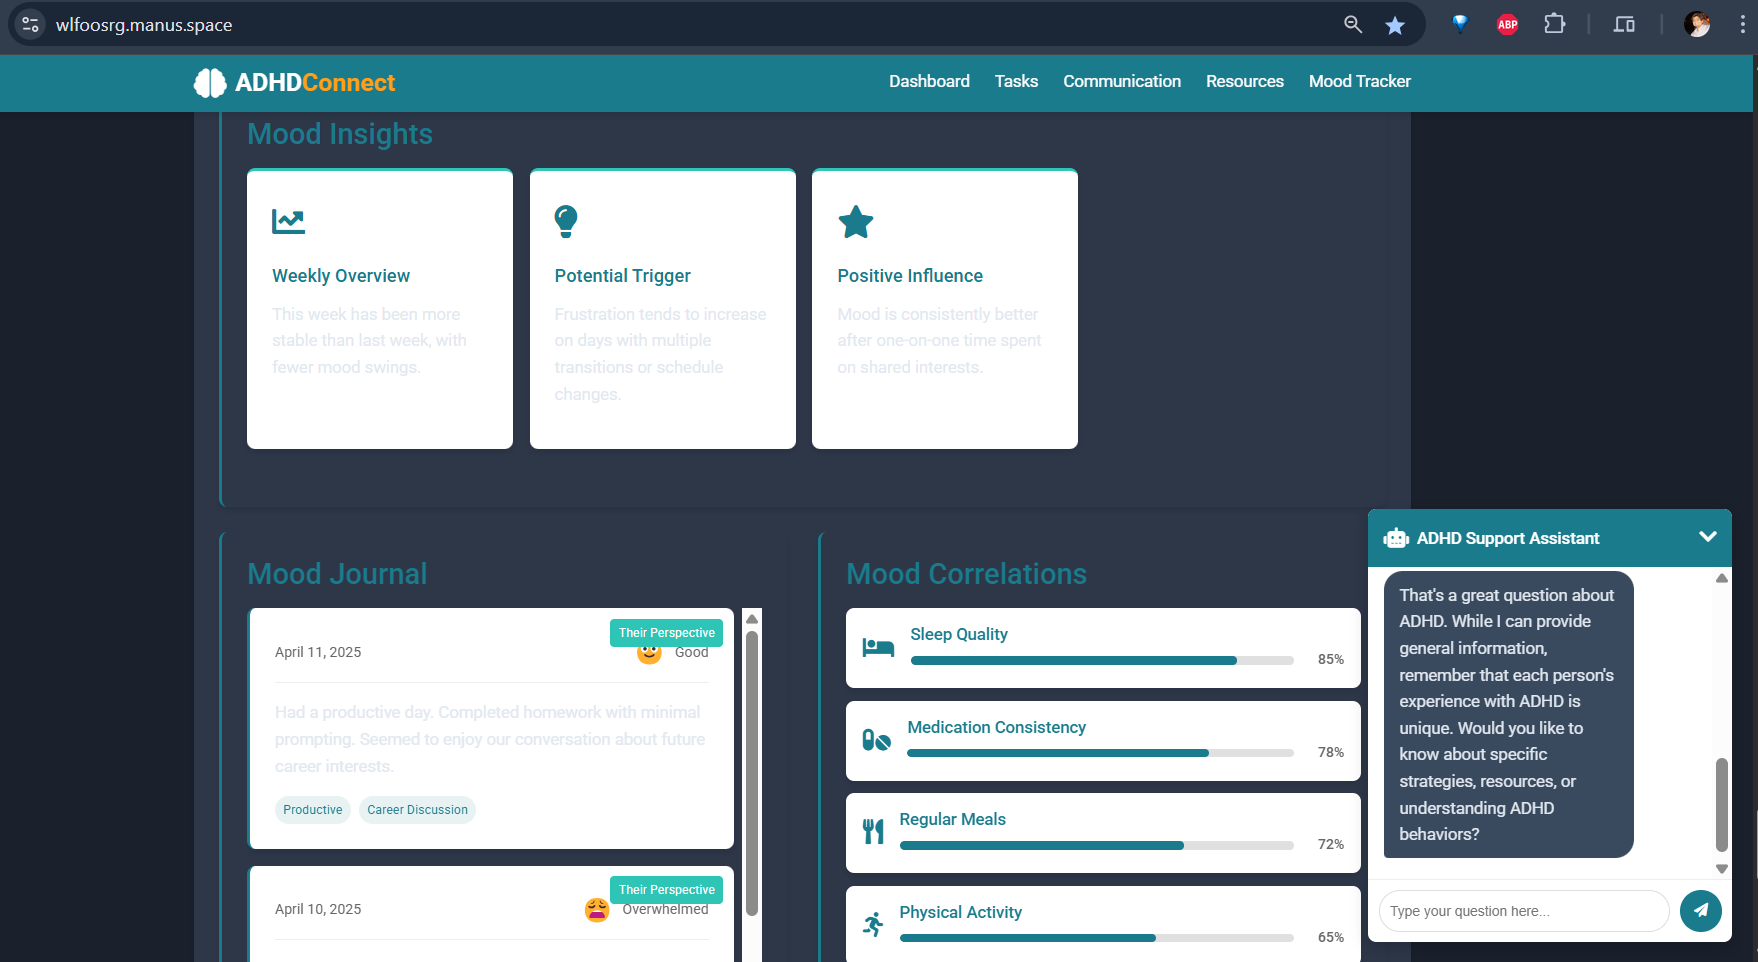 wlfoosrg.manus.space
ABP
ADHDConnect
Dashboard
Tasks
Communication
Resources
Mood Tracker
Mood Insights
Weekly Overview
This week has been more
stable than last week, with
fewer mood swings.
Potential Trigger
Frustration tends to increase
on days with multiple
transitions or schedule
changes.
Positive Influence
Mood is consistently better
after one-on-one time spent
on shared interests.
Mood Journal
Their Perspective
April 11, 2025
Good
Had a productive day. Completed homework with minimal
prompting. Seemed to enjoy our conversation about future
career interests.
Productive
Career Discussion
Their Perspective
April 10, 2025
Overwhelmed
Mood Correlations
Sleep Quality
85%
Medication Consistency
78%
Regular Meals
72%
Physical Activity
65%
ADHD Support Assistant
That's a great question about
ADHD. While I can provide
general information,
remember that each person's
experience with ADHD is
unique. Would you like to
know about specific
strategies, resources, or
understanding ADHD
behaviors?
Type your question here...